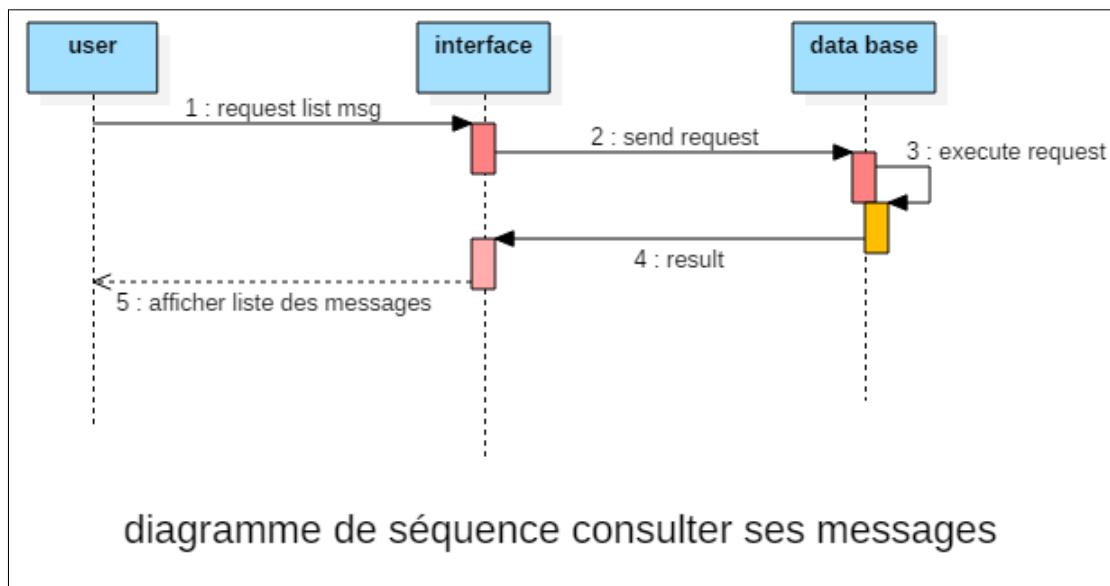 user
interface
data base
1 : request list msg
2 : send request
3 : execute request
4 : result
5 : afficher liste des messages
diagramme de séquence consulter ses messages